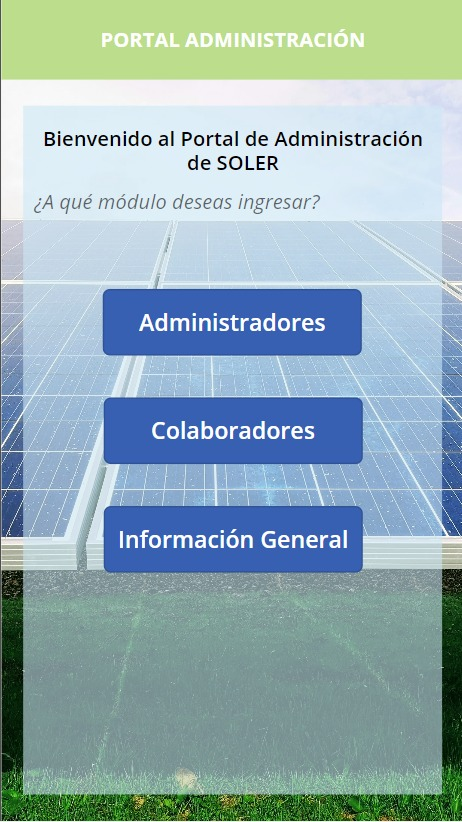 PORTAL ADMINISTRACIÓN
Bienvenido al Portal de Administración
de SOLER
¿A qué módulo deseas ingresar?
Administradores
Colaboradores
Información General